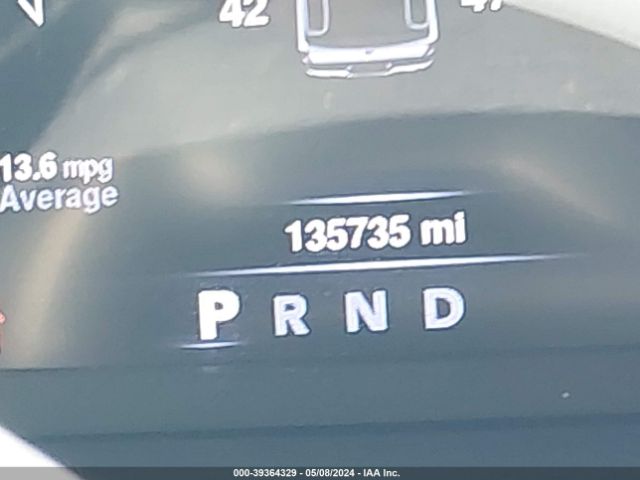 42
13.6 mpg
Average
135735 mi
P R N D
000-39364329 - 05/08/2024 - IAA Inc.